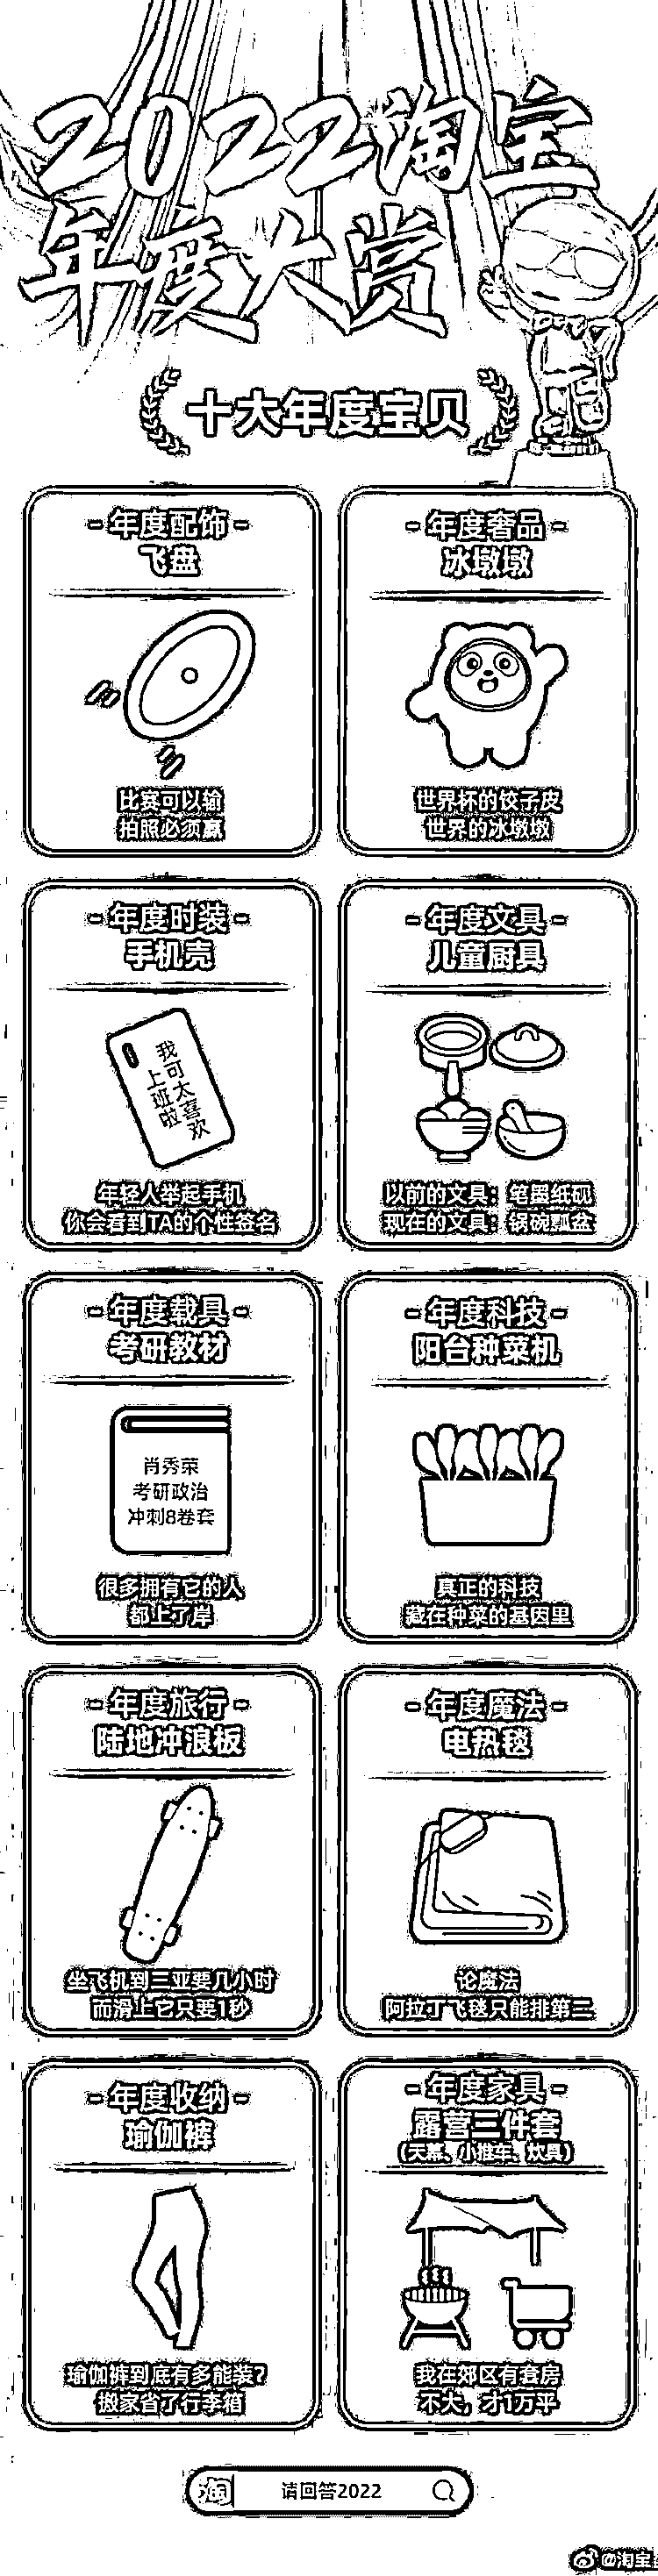 2022淘宝
年度大赏
十大年度宝贝
- 年度配饰 -
飞盘
比赛可以输
拍照必须赢
- 年度奢品 -
冰墩墩
世界杯的饺子皮
世界的冰墩墩
- 年度时装 -
手机壳
我可太喜欢
上班啦
年轻人举起手机
你会看到TA的个性签名
- 年度文具 -
儿童厨具
以前的文具：笔墨纸砚
现在的文具：锅碗瓢盆
- 年度载具 -
考研教材
肖秀荣
考研政治
冲刺8卷套
很多拥有它的人
都上了岸
- 年度科技 -
阳台种菜机
真正的科技
藏在种菜的基因里
- 年度旅行 -
陆地冲浪板
坐飞机到三亚要几小时
而滑上它只要1秒
- 年度魔法 -
电热毯
论魔法
阿拉丁飞毯只能排第二
- 年度收纳 -
瑜伽裤
瑜伽裤到底有多能装?
搬家省了行李箱
- 年度家具 -
露营三件套
(天幕、小推车、炊具)
我在郊区有套房
不大，才1万平
淘 请回答2022
@淘宝